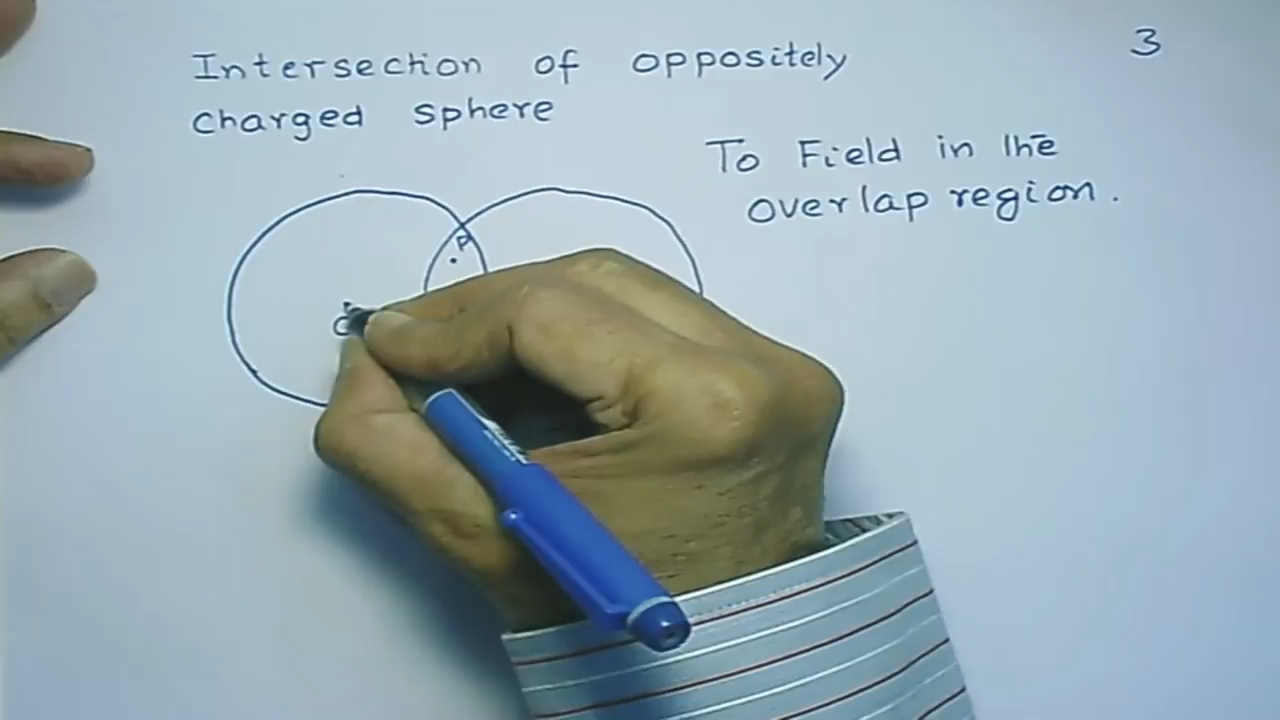 3
Intersection of oppositely
charged sphere
To Field in the
overlap region.
P